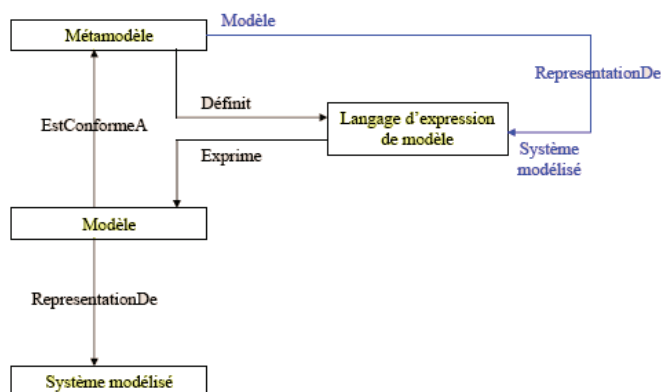 Modèle
Métamodèle
RepresentationDe
Définit
Langage d'expression
de modèle
EstConformeA
Exprime
Système
modélisé
Modèle
RepresentationDe
Système modélisé